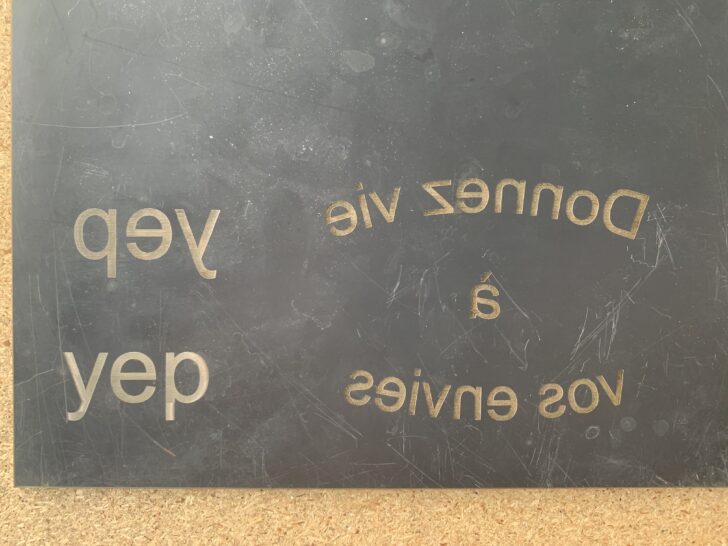 yep
yep
Donnez vie
à
vos envies